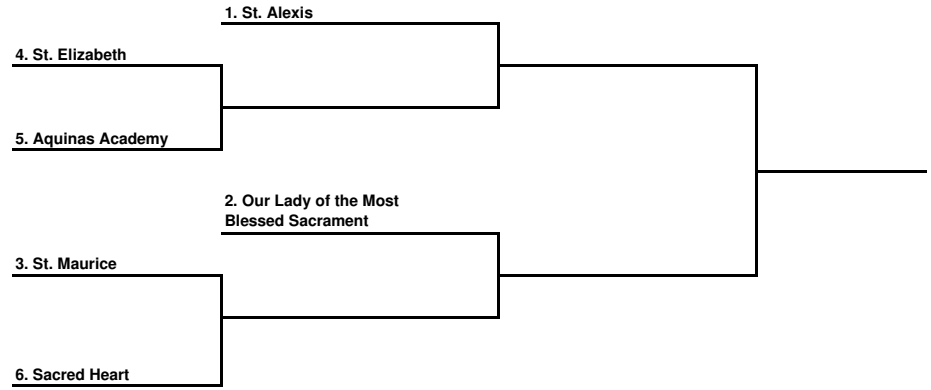 1. St. Alexis
4. St. Elizabeth
5. Aquinas Academy
2. Our Lady of the Most
Blessed Sacrament
3. St. Maurice
6. Sacred Heart